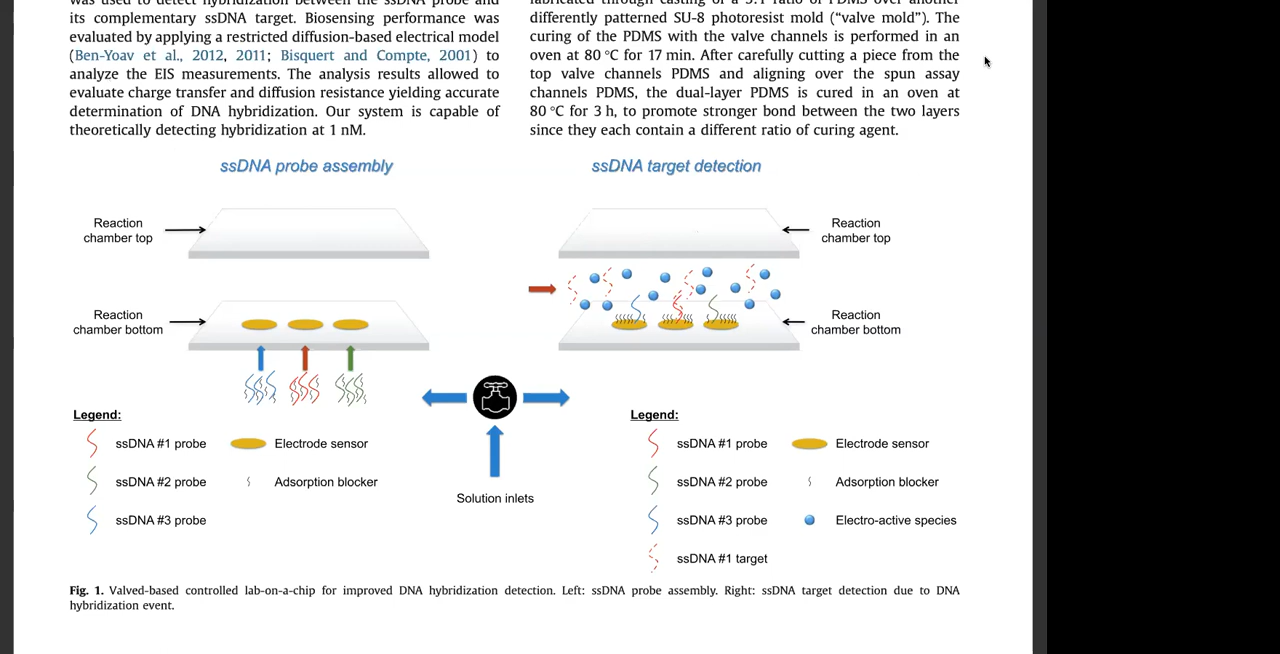 was used to detect hybridization between the ssDNA probe and
its complementary ssDNA target. Biosensing performance was
evaluated by applying a restricted diffusion-based electrical model
(Ben-Yoav et al., 2012, 2011; Bisquert and Compte, 2001) to
analyze the EIS measurements. The analysis results allowed to
evaluate charge transfer and diffusion resistance yielding accurate
determination of DNA hybridization. Our system is capable of
theoretically detecting hybridization at 1 nM.
differently patterned SU-8 photoresist mold (“valve mold”). The
curing of the PDMS with the valve channels is performed in an
oven at 80 °C for 17 min. After carefully cutting a piece from the
top valve channels PDMS and aligning over the spun assay
channels PDMS, the dual-layer PDMS is cured in an oven at
80 °C for 3 h, to promote stronger bond between the two layers
since they each contain a different ratio of curing agent.
ssDNA probe assembly
Reaction
chamber top
Reaction
chamber bottom
Legend:
ssDNA #1 probe
Electrode sensor
ssDNA #2 probe
Adsorption blocker
ssDNA #3 probe
Solution inlets
ssDNA target detection
Reaction
chamber top
Reaction
chamber bottom
Legend:
ssDNA #1 probe
Electrode sensor
ssDNA #2 probe
Adsorption blocker
ssDNA #3 probe
Electro-active species
ssDNA #1 target
Fig. 1. Valved-based controlled lab-on-a-chip for improved DNA hybridization detection. Left: ssDNA probe assembly. Right: ssDNA target detection due to DNA
hybridization event.